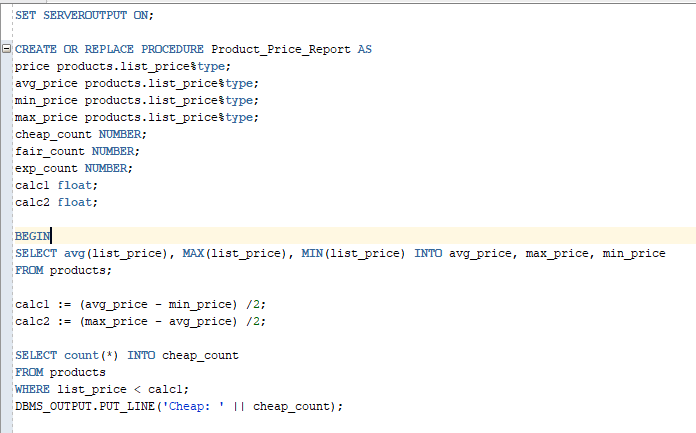 SET SERVEROUTPUT ON;
CREATE OR REPLACE PROCEDURE Product_Price_Report AS
price products.list_price%type;
avg_price products.list_price%type;
min_price products.list_price%type;
max_price products.list_price%type;
cheap_count NUMBER;
fair_count NUMBER;
exp_count NUMBER;
calc1 float;
calc2 float;
BEGIN
SELECT avg(list_price), MAX(list_price), MIN(list_price) INTO avg_price, max_price, min_price
FROM products;
calc1 := (avg_price - min_price) /2;
calc2 := (max_price - avg_price) /2;
SELECT count(*) INTO cheap_count
FROM products
WHERE list_price < calc1;
DBMS_OUTPUT.PUT_LINE('Cheap: ' || cheap_count);